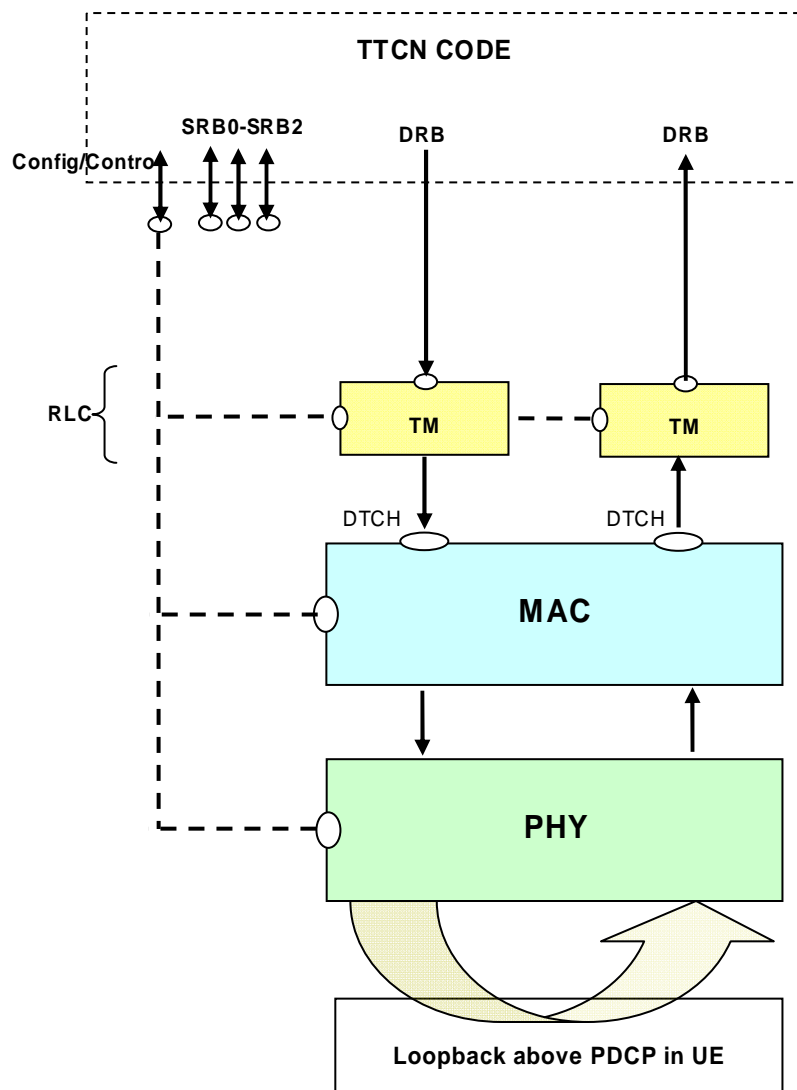 TTCN CODE
SRB0-SRB2
DRB
DRB
Config/Contro
RLC
TM
TM
DTCH
DTCH
MAC
PHY
Loopback above PDCP in UE